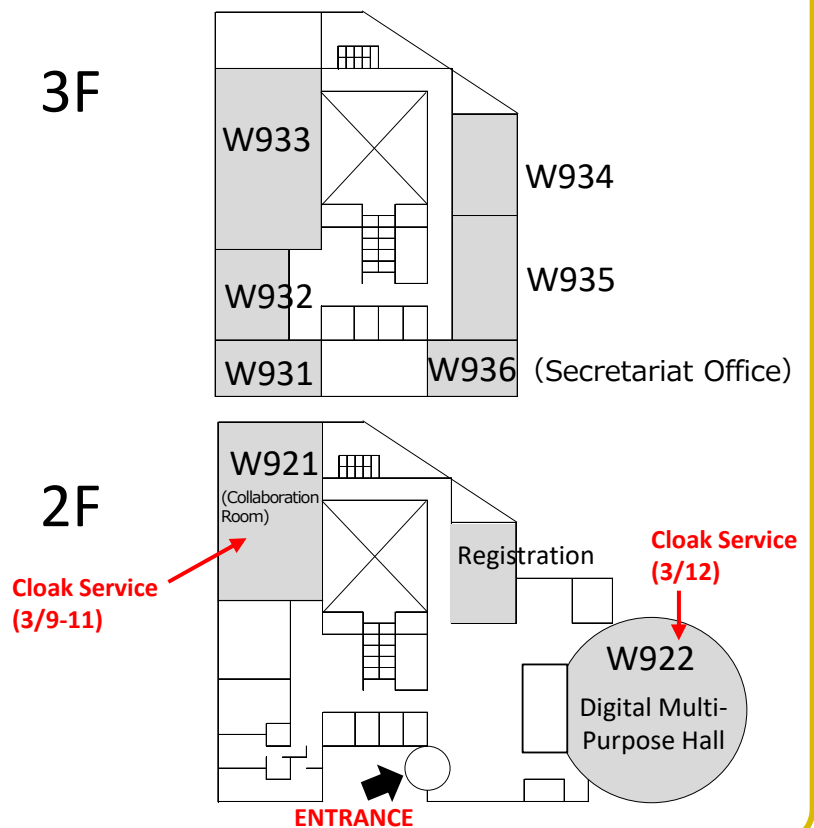 3F
W933
W934
W932
W935
W931
W936
（Secretariat Office）
2F
W921
(Collaboration
Room)
Registration
Cloak Service
(3/12)
Cloak Service
(3/9-11)
W922
Digital Multi-
Purpose Hall
ENTRANCE